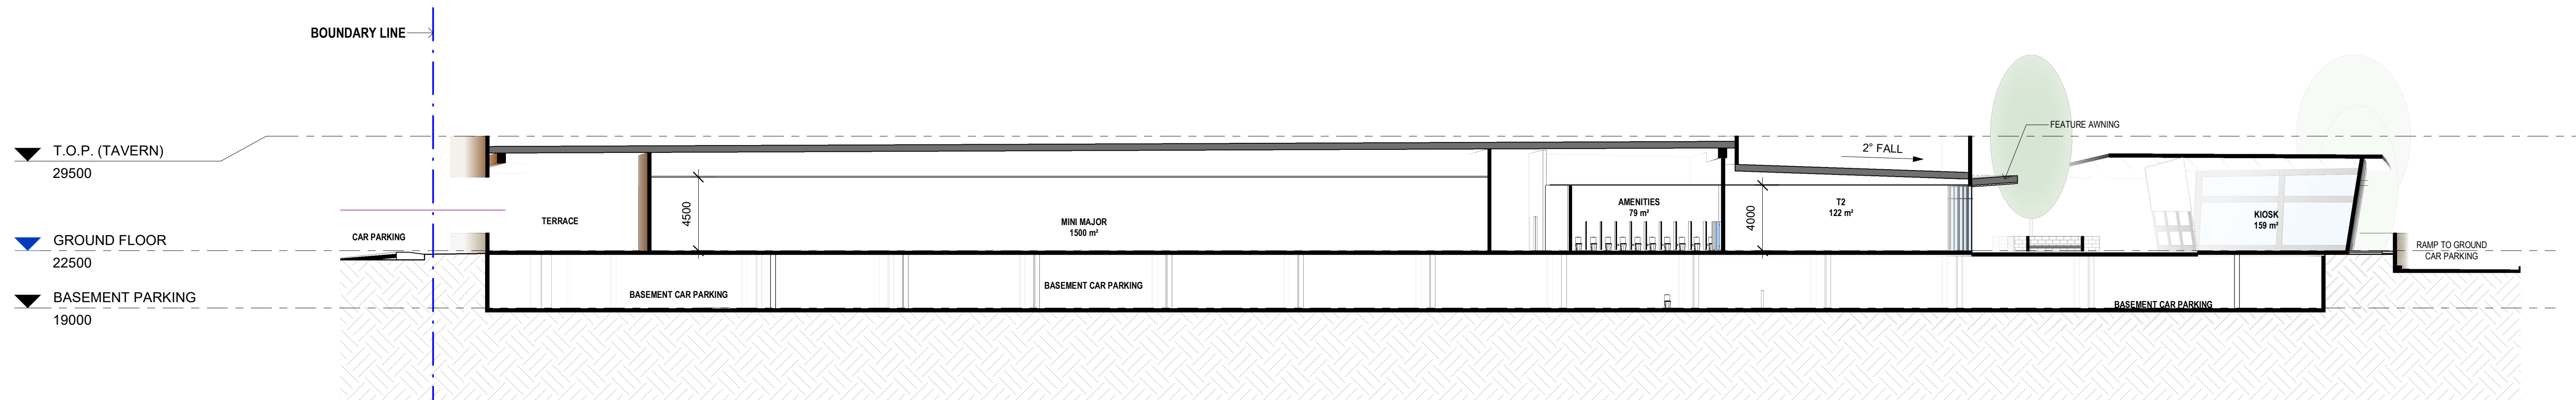 BOUNDARY LINE
T.O.P. (TAVERN)
29500
GROUND FLOOR
22500
BASEMENT PARKING
19000
CAR PARKING
TERRACE
4500
MINI MAJOR
1500 m²
AMENITIES
79 m²
4000
2° FALL
T2
122 m²
FEATURE AWNING
KIOSK
159 m²
RAMP TO GROUND
CAR PARKING
BASEMENT CAR PARKING
BASEMENT CAR PARKING
BASEMENT CAR PARKING